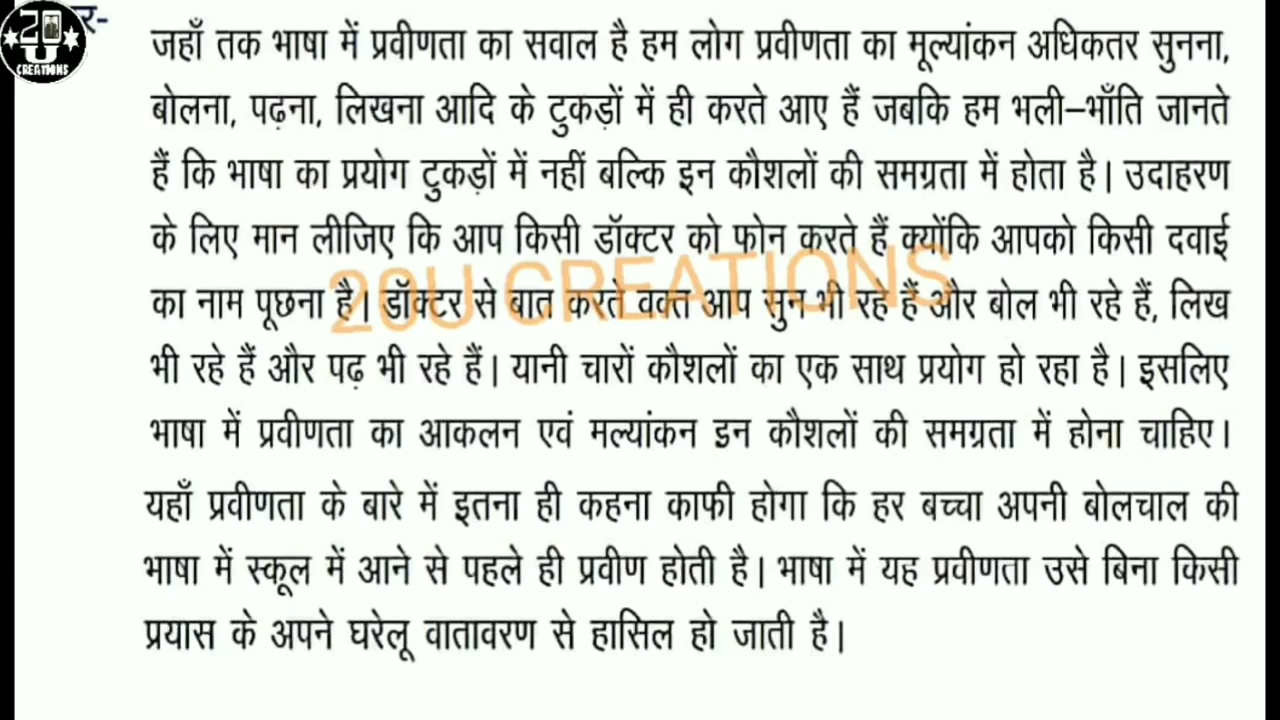 20
U
CREATIONS
र-
जहाँ तक भाषा में प्रवीणता का सवाल है हम लोग प्रवीणता का मूल्यांकन अधिकतर सुनना,
बोलना, पढ़ना, लिखना आदि के टुकड़ों में ही करते आए हैं जबकि हम भली–भाँति जानते
हैं कि भाषा का प्रयोग टुकड़ों में नहीं बल्कि इन कौशलों की समग्रता में होता है। उदाहरण
के लिए मान लीजिए कि आप किसी डॉक्टर को फोन करते हैं क्योंकि आपको किसी दवाई
का नाम पूछना है। डॉक्टर से बात करते वक्त आप सुन भी रहे हैं और बोल भी रहे हैं, लिख
20U CREATIONS
भी रहे हैं और पढ़ भी रहे हैं। यानी चारों कौशलों का एक साथ प्रयोग हो रहा है। इसलिए
भाषा में प्रवीणता का आकलन एवं मल्यांकन इन कौशलों की समग्रता में होना चाहिए।
यहाँ प्रवीणता के बारे में इतना ही कहना काफी होगा कि हर बच्चा अपनी बोलचाल की
भाषा में स्कूल में आने से पहले ही प्रवीण होती है। भाषा में यह प्रवीणता उसे बिना किसी
प्रयास के अपने घरेलू वातावरण से हासिल हो जाती है।